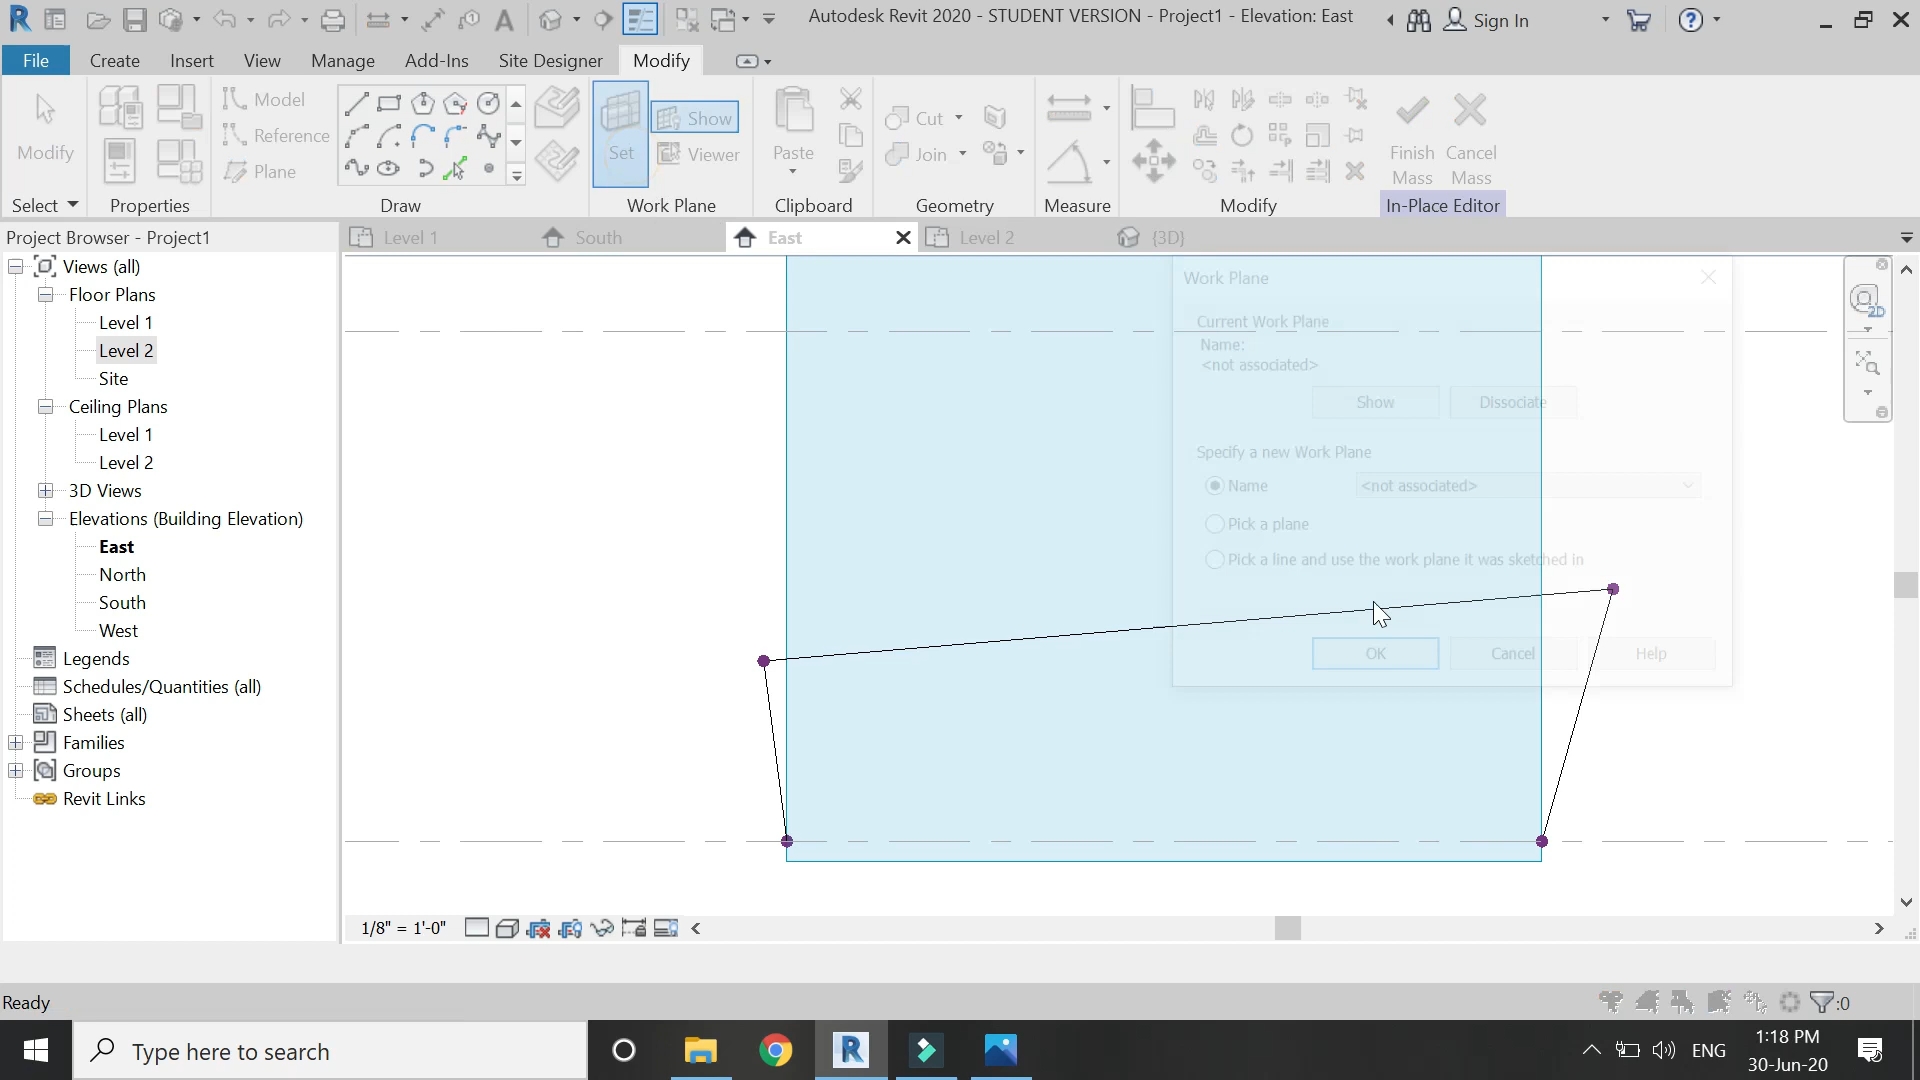 Autodesk Revit 2020 - STUDENT VERSION - Project1 - Elevation: East
Sign In
File Create Insert View Manage Add-Ins Site Designer Modify
Modify
Select
Properties
Model
Reference
Plane
Draw
Set
Show
Viewer
Work Plane
Paste
Clipboard
Cut
Join
Geometry
Measure
Modify
Finish Mass
Cancel Mass
In-Place Editor
Project Browser - Project1
Level 1
South
East
Level 2
{3D}
Views (all)
Floor Plans
Level 1
Level 2
Site
Ceiling Plans
Level 1
Level 2
3D Views
Elevations (Building Elevation)
East
North
South
West
Legends
Schedules/Quantities (all)
Sheets (all)
Families
Groups
Revit Links
2D
Work Plane
Current Work Plane
Name:
<not associated>
Show Dissociate
Specify a new Work Plane
Name <not associated>
Pick a plane
Pick a line and use the work plane it was sketched in
OK Cancel Help
1/8" = 1'-0"
Ready
:0
Type here to search
ENG
1:18 PM
30-Jun-20